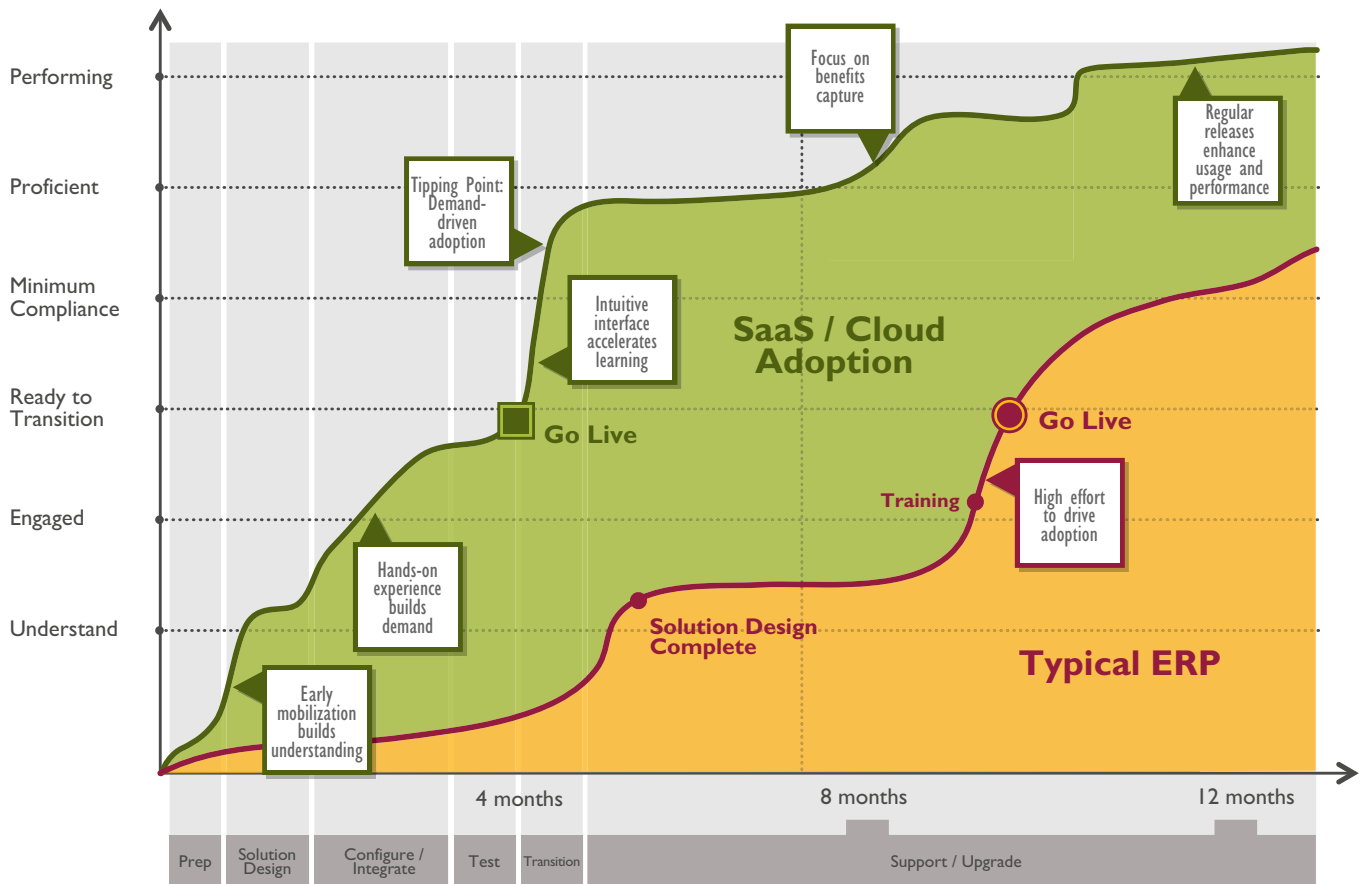 Performing
Proficient
Minimum
Compliance
Ready to
Transition
Engaged
Understand
Focus on
benefits
capture
Regular
releases
enhance
usage and
performance
Tipping Point:
Demand-
driven
adoption
Intuitive
interface
accelerates
learning
SaaS / Cloud
Adoption
Go Live
Go Live
Training
High effort
to drive
adoption
Hands-on
experience
builds
demand
Solution Design
Complete
Typical ERP
Early
mobilization
builds
understanding
4 months
8 months
12 months
Prep
Solution
Design
Configure /
Integrate
Test
Transition
Support / Upgrade